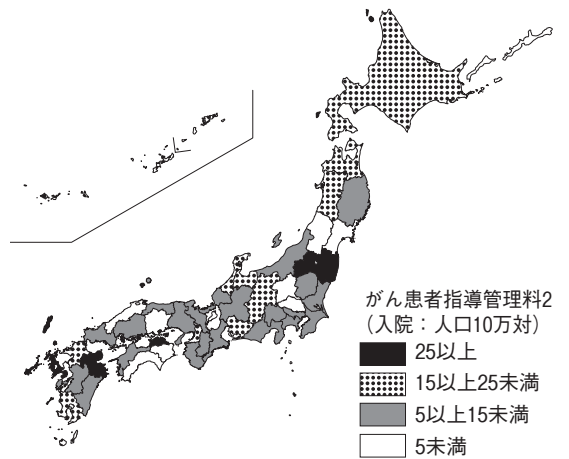 がん患者指導管理料2
（入院：人口10万対）
25以上
15以上25未満
5以上15未満
5未満